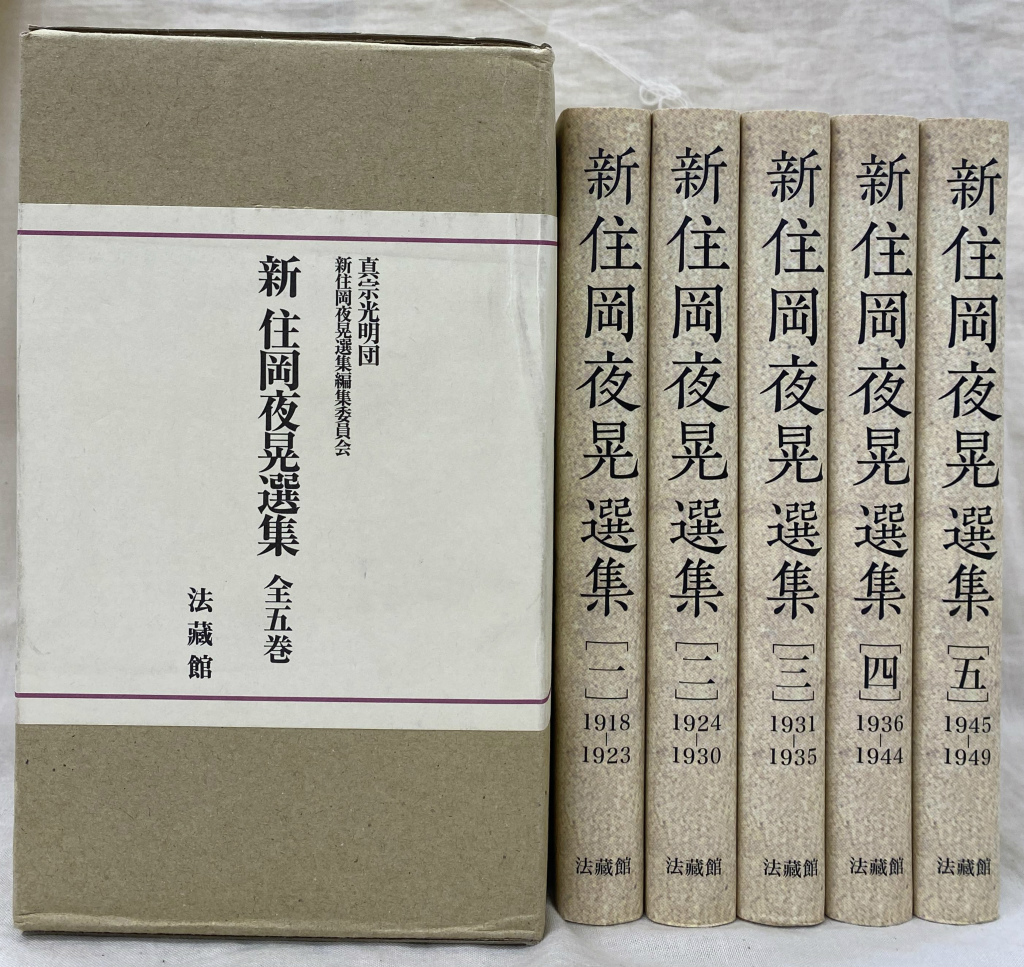 真宗光明団
新住岡夜晃選集編集委員会
新 住岡夜晃選集 全五巻
法藏館
新住岡夜晃選集
[一]
1918
–
1923
法藏館
新住岡夜晃選集
[二]
1924
–
1930
法藏館
新住岡夜晃選集
[三]
1931
–
1935
法藏館
新住岡夜晃選集
[四]
1936
–
1944
法藏館
新住岡夜晃選集
[五]
1945
–
1949
法藏館